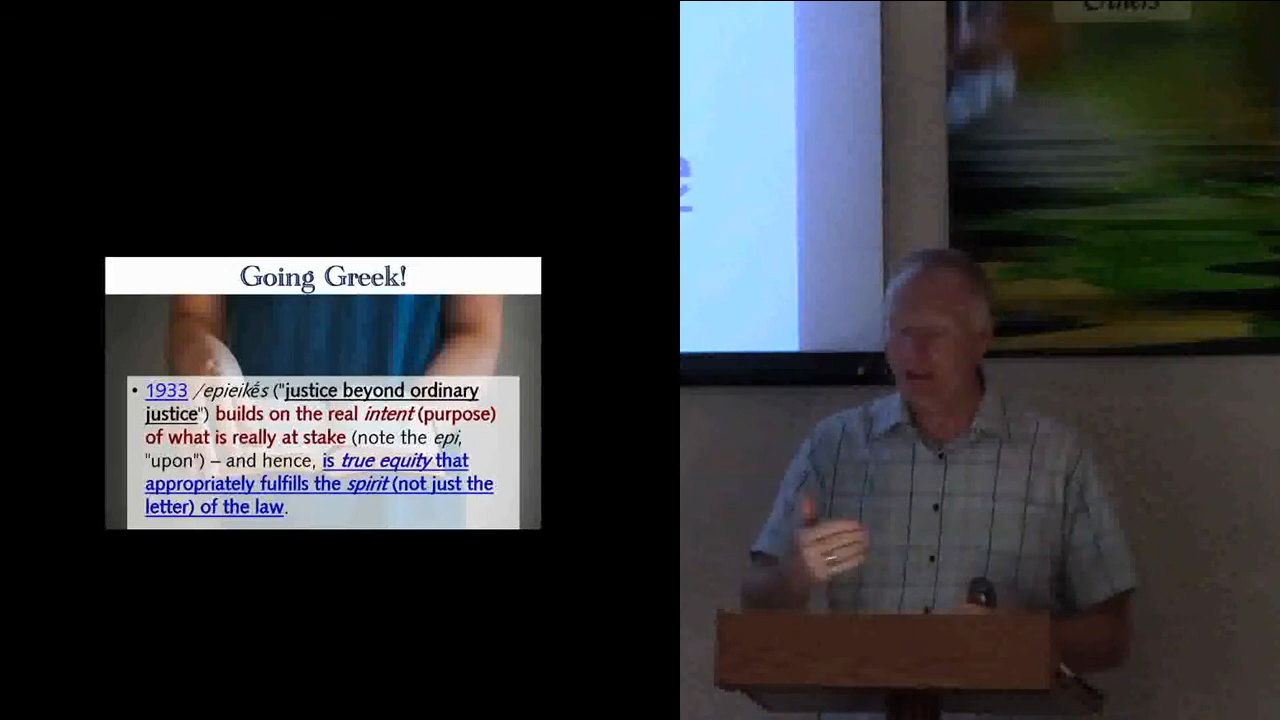 Going Greek!
• 1933 /epieikḗs ("justice beyond ordinary
justice") builds on the real intent (purpose)
of what is really at stake (note the epi,
"upon") – and hence, is true equity that
appropriately fulfills the spirit (not just the
letter) of the law.